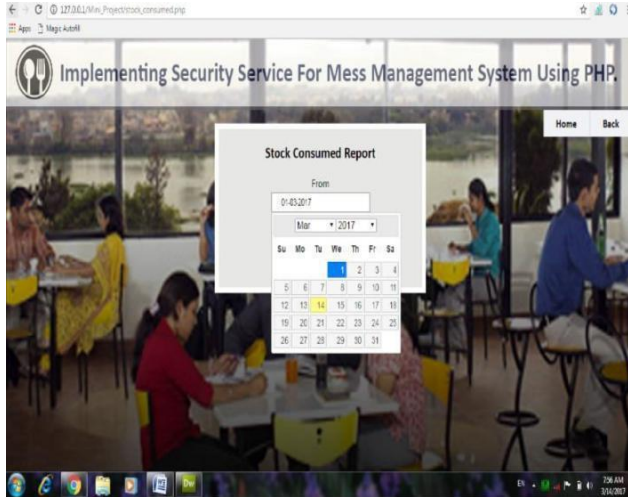 127.0.0.1/Mini_Project/stock_consumed.php
Apps Magic Autofill
Implementing Security Service For Mess Management System Using PHP.
Home Back
Stock Consumed Report
From
01-03-2017
Mar 2017
Su Mo Tu We Th Fr Sa
1 2 3 4
5 6 7 8 9 10 11
12 13 14 15 16 17 18
19 20 21 22 23 24 25
26 27 28 29 30 31
Dw
EN
7:56 AM
3/14/2017